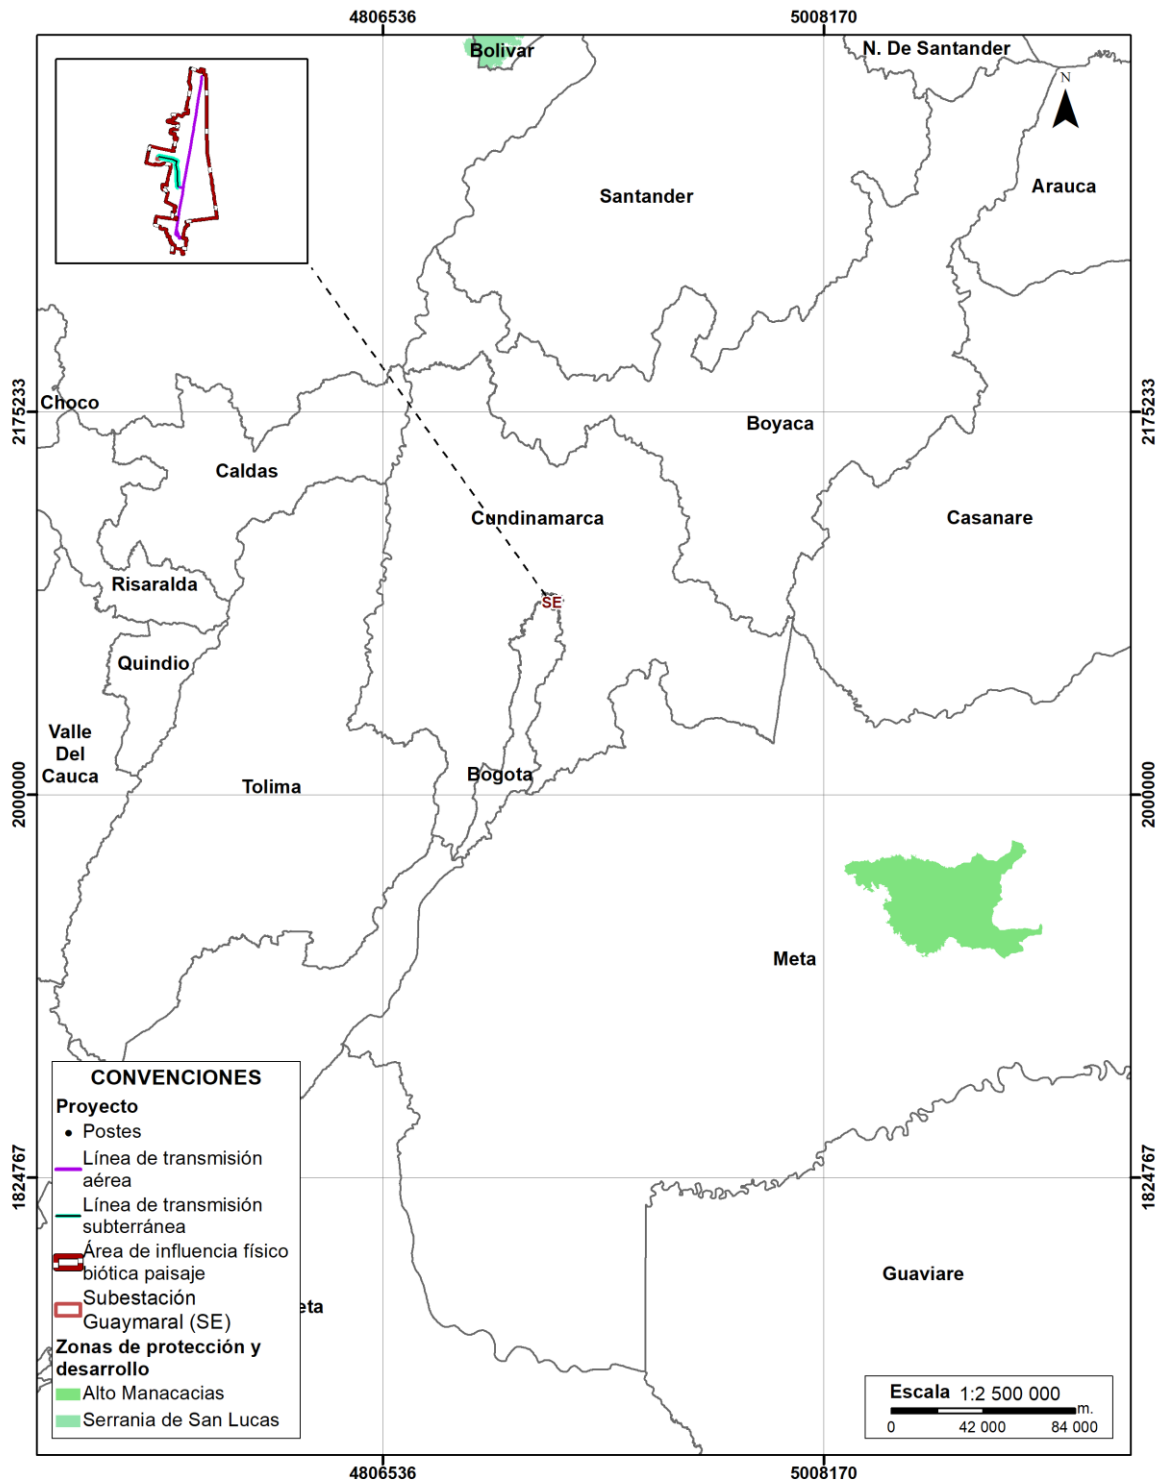 4806536
5008170
Bolivar
N. De Santander
N
Santander
Arauca
2175233
2175233
Choco
Boyaca
Caldas
Cundinamarca
Casanare
Risaralda
SE
Quindio
Valle
Del
Cauca
Bogota
Tolima
2000000
2000000
Meta
CONVENCIONES
Proyecto
Postes
Línea de transmisión
aérea
Línea de transmisión
subterránea
Área de influencia físico
biótica paisaje
Subestación
Guaymaral (SE)
Zonas de protección y
desarrollo
Alto Manacacias
Serrania de San Lucas
1824767
1824767
Guaviare
eta
Escala 1:2 500 000
m.
0 42 000 84 000
4806536
5008170